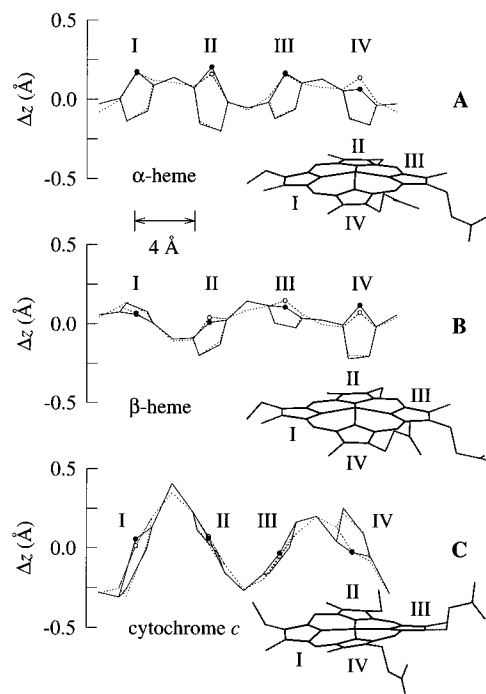 I II III IV
0.5
0.0
-0.5
Δz (Å)
A
α-heme
II
III
I
IV
4 Å
I II III IV
0.5
0.0
-0.5
Δz (Å)
B
β-heme
II
III
I
IV
I II III IV
0.5
0.0
-0.5
Δz (Å)
C
cytochrome c
II
III
I
IV